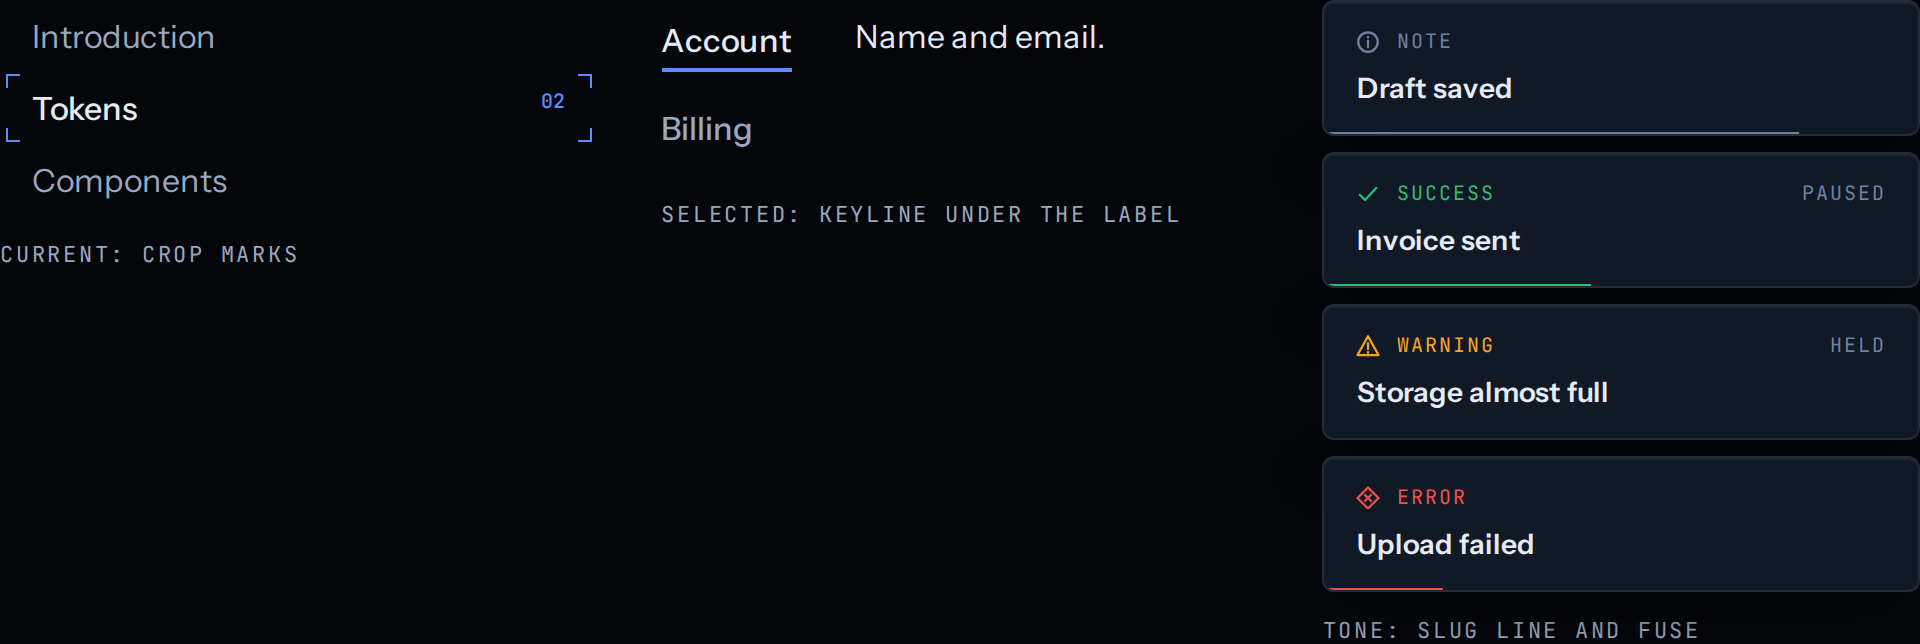 Introduction
Tokens 02
Components
CURRENT: CROP MARKS
Account Name and email.
Billing
SELECTED: KEYLINE UNDER THE LABEL
NOTE
Draft saved
SUCCESS PAUSED
Invoice sent
WARNING HELD
Storage almost full
ERROR
Upload failed
TONE: SLUG LINE AND FUSE